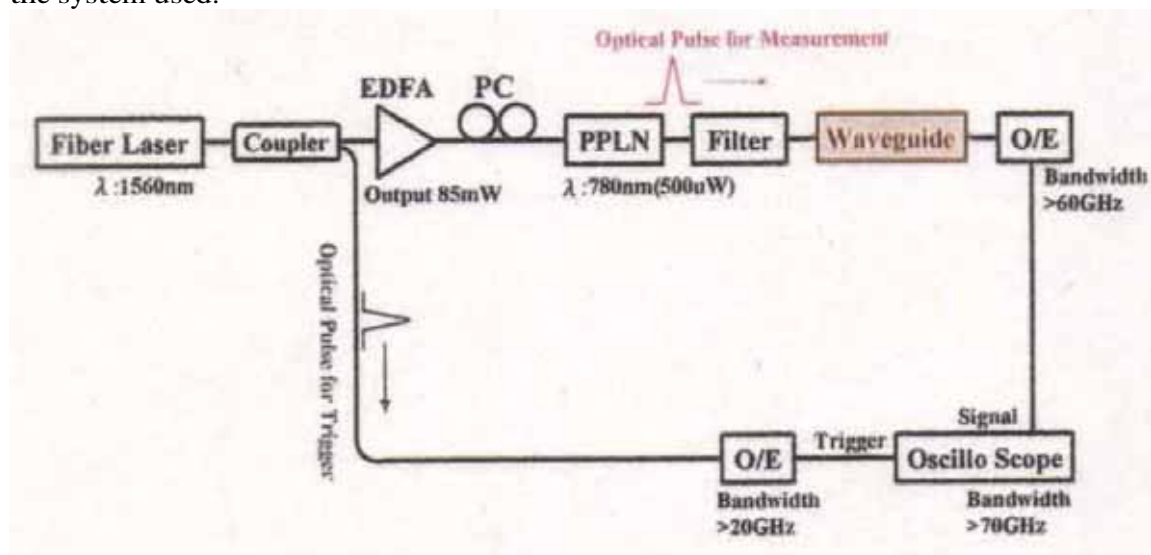 the system used.
Optical Pulse for Measurement
EDFA
PC
Fiber Laser
Coupler
PPLN
Filter
Waveguide
O/E
λ:1560nm
Output 85mW
λ:780nm(500uW)
Bandwidth
>60GHz
Optical Pulse for Trigger
Signal
O/E
Trigger
Oscillo Scope
Bandwidth
>20GHz
Bandwidth
>70GHz